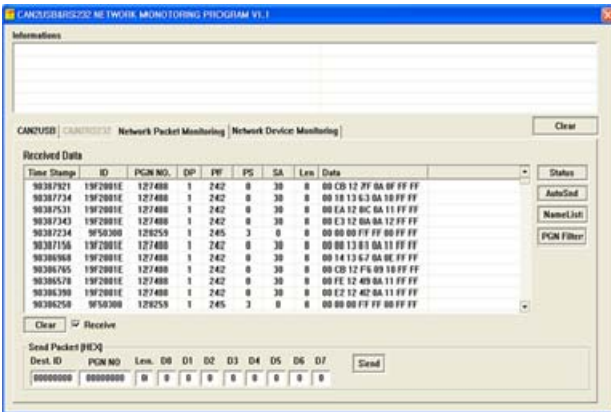 CAN2USB&RS232 NETWORK MONOTORING PROGRAM V1.1
Informations
CAN2USB CAN2RS232 Network Packet Monitoring Network Device Monitoring Clear
Received Data
Time Stamp ID PGN NO. DP PF PS SA Len Data
90387921 19F2001E 127488 1 242 0 30 8 00 CB 12 7F 0A 0F FF FF
90387734 19F2001E 127488 1 242 0 30 8 00 18 13 63 0A 10 FF FF
90387531 19F2001E 127488 1 242 0 30 8 00 EA 12 8C 0A 11 FF FF
90387343 19F2001E 127488 1 242 0 30 8 00 E3 12 0A 0A 12 FF FF
90387234 9F50300 128259 1 245 3 0 8 00 00 00 FF FF 00 FF FF
90387156 19F2001E 127488 1 242 0 30 8 00 00 13 81 0A 11 FF FF
90386968 19F2001E 127488 1 242 0 30 8 00 14 13 67 0A 0E FF FF
90386765 19F2001E 127488 1 242 0 30 8 00 CB 12 F6 09 10 FF FF
90386578 19F2001E 127488 1 242 0 30 8 00 FE 12 49 0A 11 FF FF
90386390 19F2001E 127488 1 242 0 30 8 00 E2 12 42 0A 11 FF FF
90386250 9F50300 128259 1 245 3 0 8 00 00 00 FF FF 00 FF FF
Status
AutoSnd
NameList
PGN Filter
Clear Receive
Send Packet [HEX]
Dest. ID PGN NO Len. D0 D1 D2 D3 D4 D5 D6 D7 Send
00000000 00000000 0 0 0 0 0 0 0 0